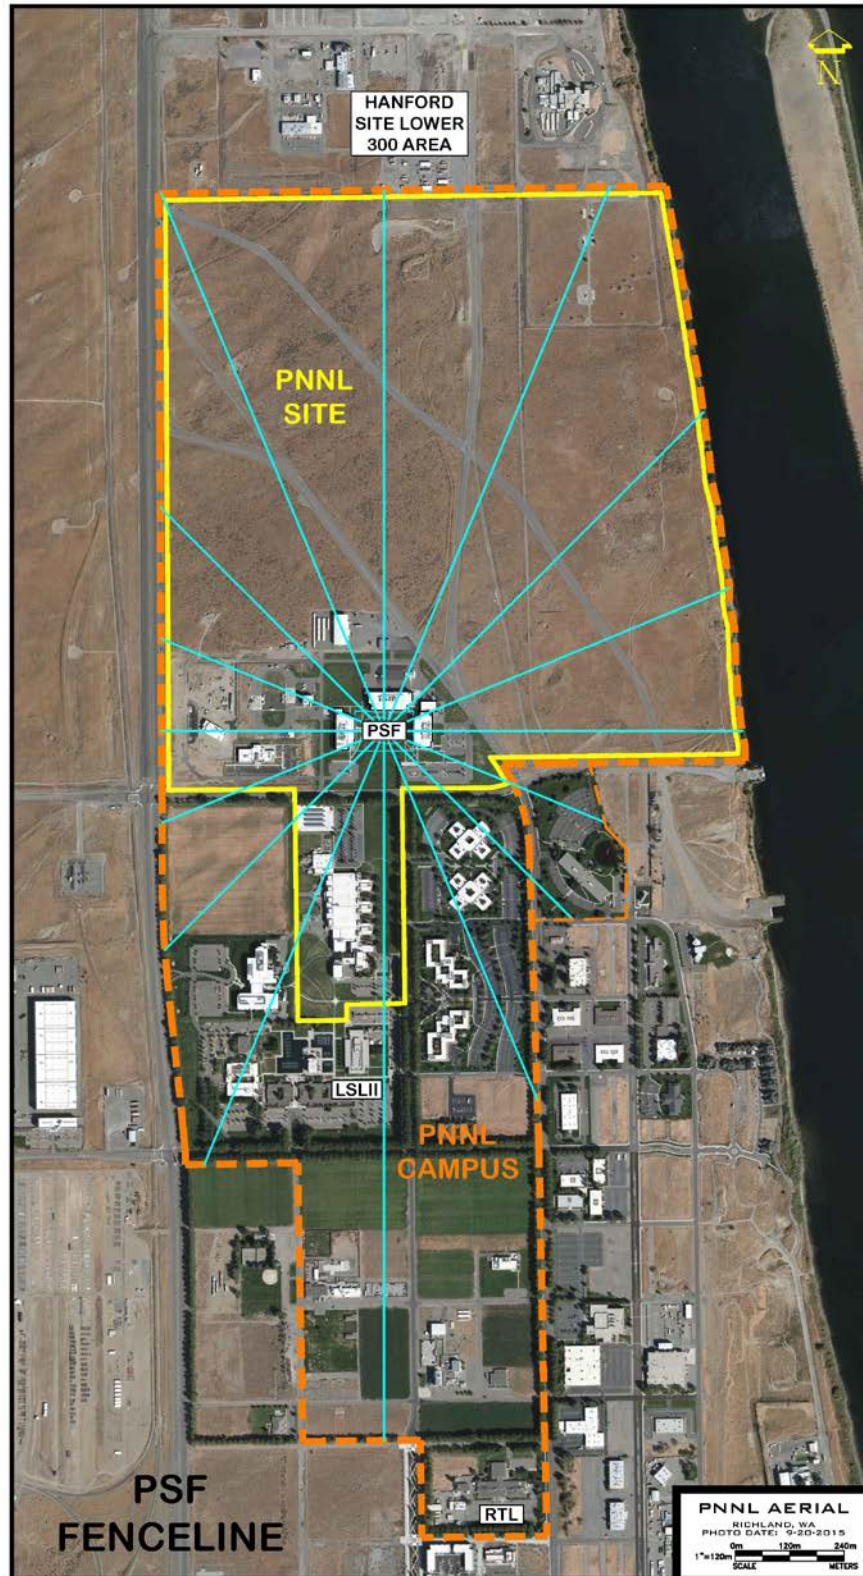 N
HANFORD
SITE LOWER
300 AREA
PNNL
SITE
PSF
LSLII
PNNL
CAMPUS
RTL
PSF
FENCELINE
PNNL AERIAL
RICHLAND, WA
PHOTO DATE: 9-20-2015
0m 120m 240m
1"=120m
SCALE METERS